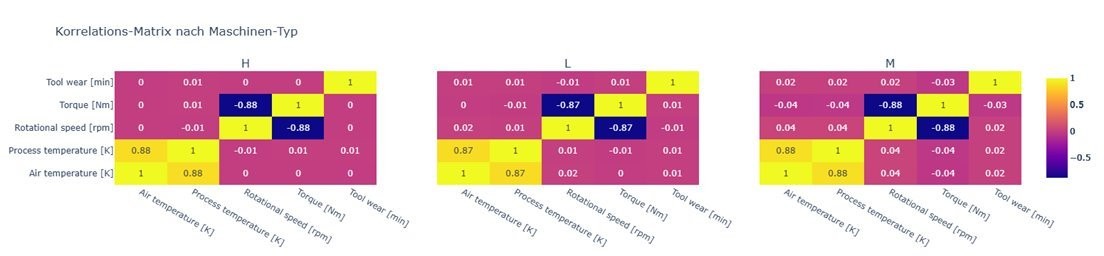 Korrelations-Matrix nach Maschinen-Typ
H
L
M
Tool wear [min] 0 0.01 0 0 1 0.01 0.01 -0.01 0.01 1 0.02 0.02 0.02 -0.03 1
Torque [Nm] 0 0.01 -0.88 1 0 0 -0.01 -0.87 1 0.01 -0.04 -0.04 -0.88 1 -0.03
Rotational speed [rpm] 0 -0.01 1 -0.88 0 0.02 0.01 1 -0.87 -0.01 0.04 0.04 1 -0.88 0.02
Process temperature [K] 0.88 1 -0.01 0.01 0.01 0.87 1 0.01 -0.01 0.01 0.88 1 0.04 -0.04 0.02
Air temperature [K] 1 0.88 0 0 0 1 0.87 0.02 0 0.01 1 0.88 0.04 -0.04 0.02
1
0.5
0
−0.5
Air temperature [K]
Process temperature [K]
Rotational speed [rpm]
Torque [Nm]
Tool wear [min]
Air temperature [K]
Process temperature [K]
Rotational speed [rpm]
Torque [Nm]
Tool wear [min]
Air temperature [K]
Process temperature [K]
Rotational speed [rpm]
Torque [Nm]
Tool wear [min]